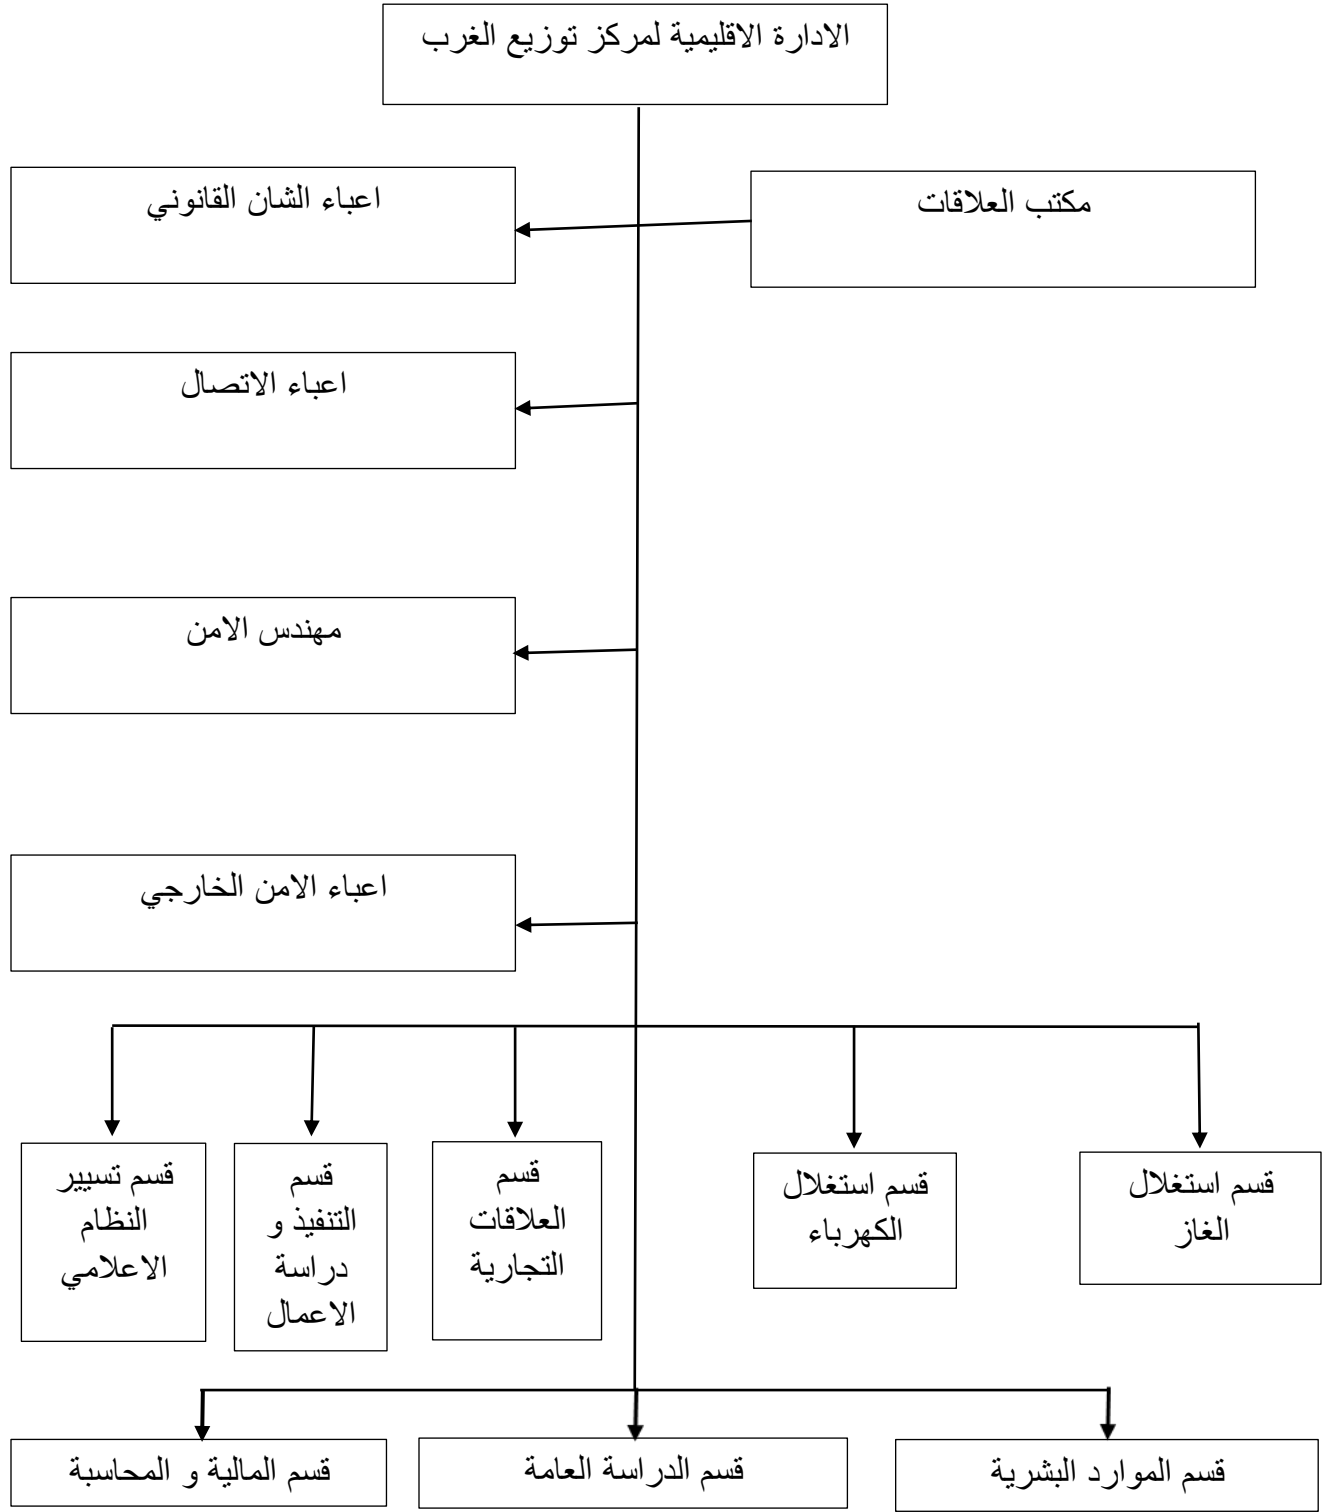 الادارة الاقليمية لمركز توزيع الغرب
مكتب العلاقات
اعباء الشان القانوني
اعباء الاتصال
مهندس الامن
اعباء الامن الخارجي
قسم استغلال
الغاز
قسم استغلال
الكهرباء
قسم
العلاقات
التجارية
قسم
التنفيذ و
دراسة
الاعمال
قسم تسيير
النظام
الاعلامي
قسم الموارد البشرية
قسم الدراسة العامة
قسم المالية و المحاسبة